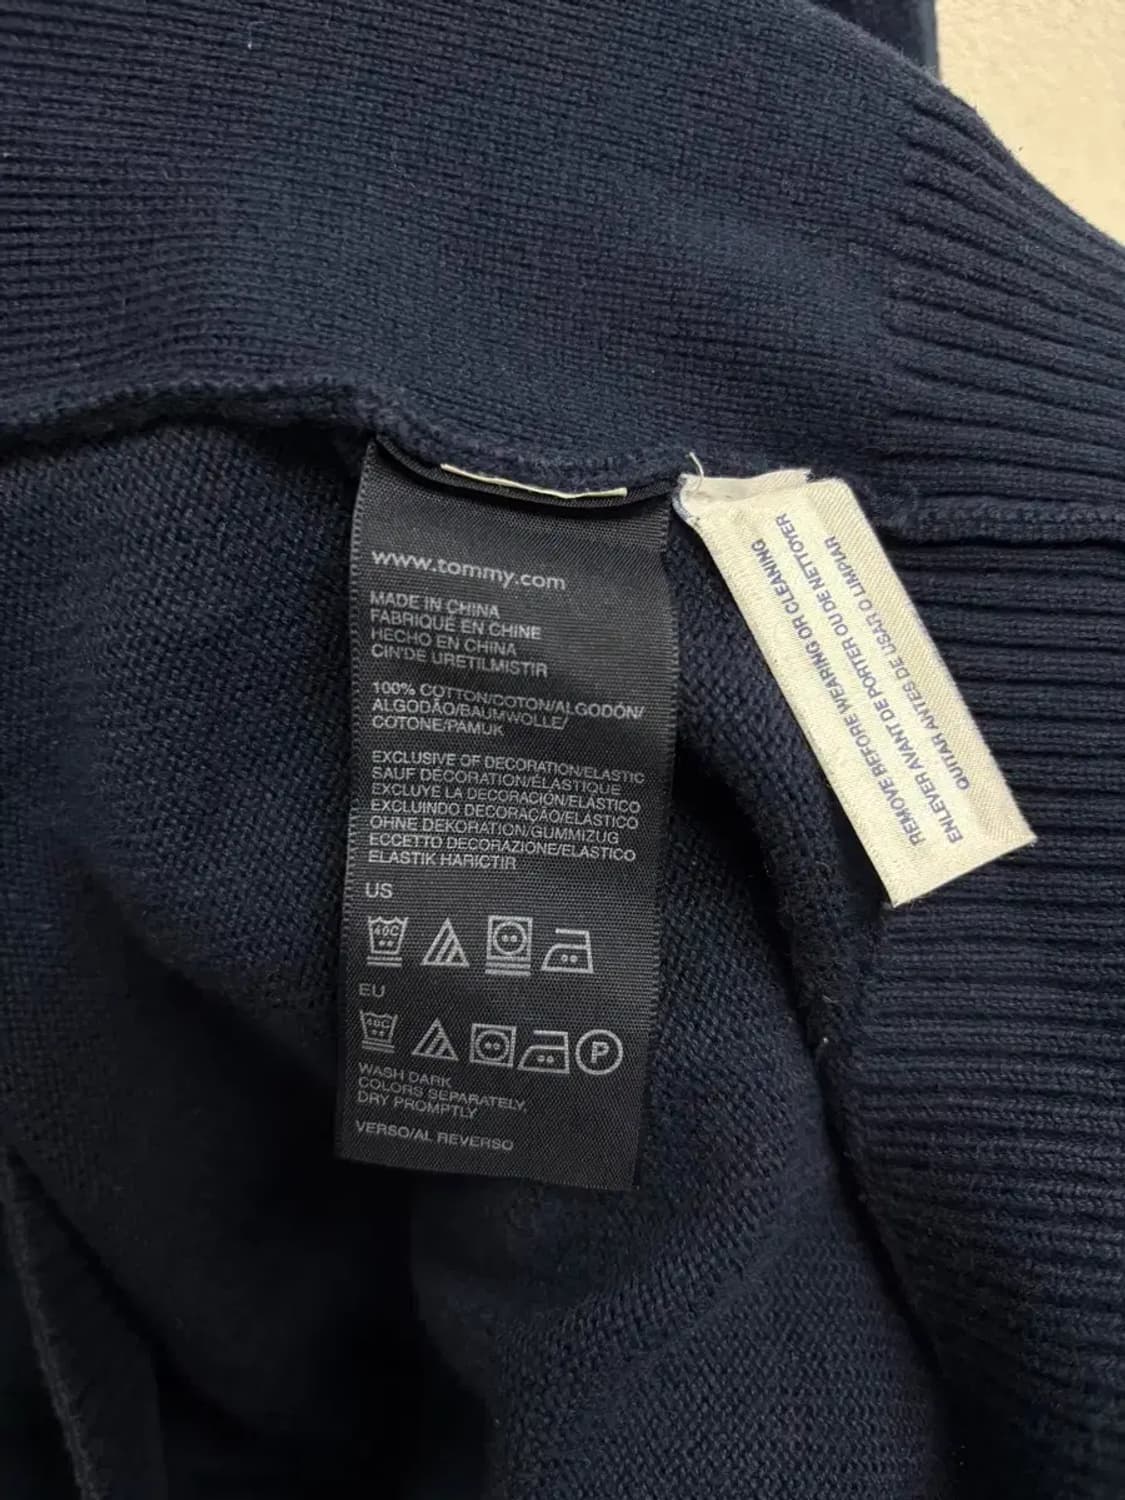 www.tommy.com
MADE IN CHINA
FABRIQUÉ EN CHINE
HECHO EN CHINA
CIN'DE URETILMISTIR
100% COTTON/COTON/ALGODÓN/
ALGODÃO/BAUMWOLLE/
COTONE/PAMUK
EXCLUSIVE OF DECORATION/ELASTIC
SAUF DÉCORATION/ÉLASTIQUE
EXCLUYE LA DECORACIÓN/ELÁSTICO
EXCLUINDO DECORAÇÃO/ELASTICO
OHNE DEKORATION/GUMMIZUG
ECCETTO DECORAZIONE/ELASTICO
ELASTIK HARICTIR
US
40C
EU
40C
P
WASH DARK
COLORS SEPARATELY,
DRY PROMPTLY
VERSO/AL REVERSO
REMOVE BEFORE WEARING OR CLEANING
ENLEVER AVANT DE PORTER OU DE NETTOYER
QUITAR ANTES DE USAR O LIMPIAR